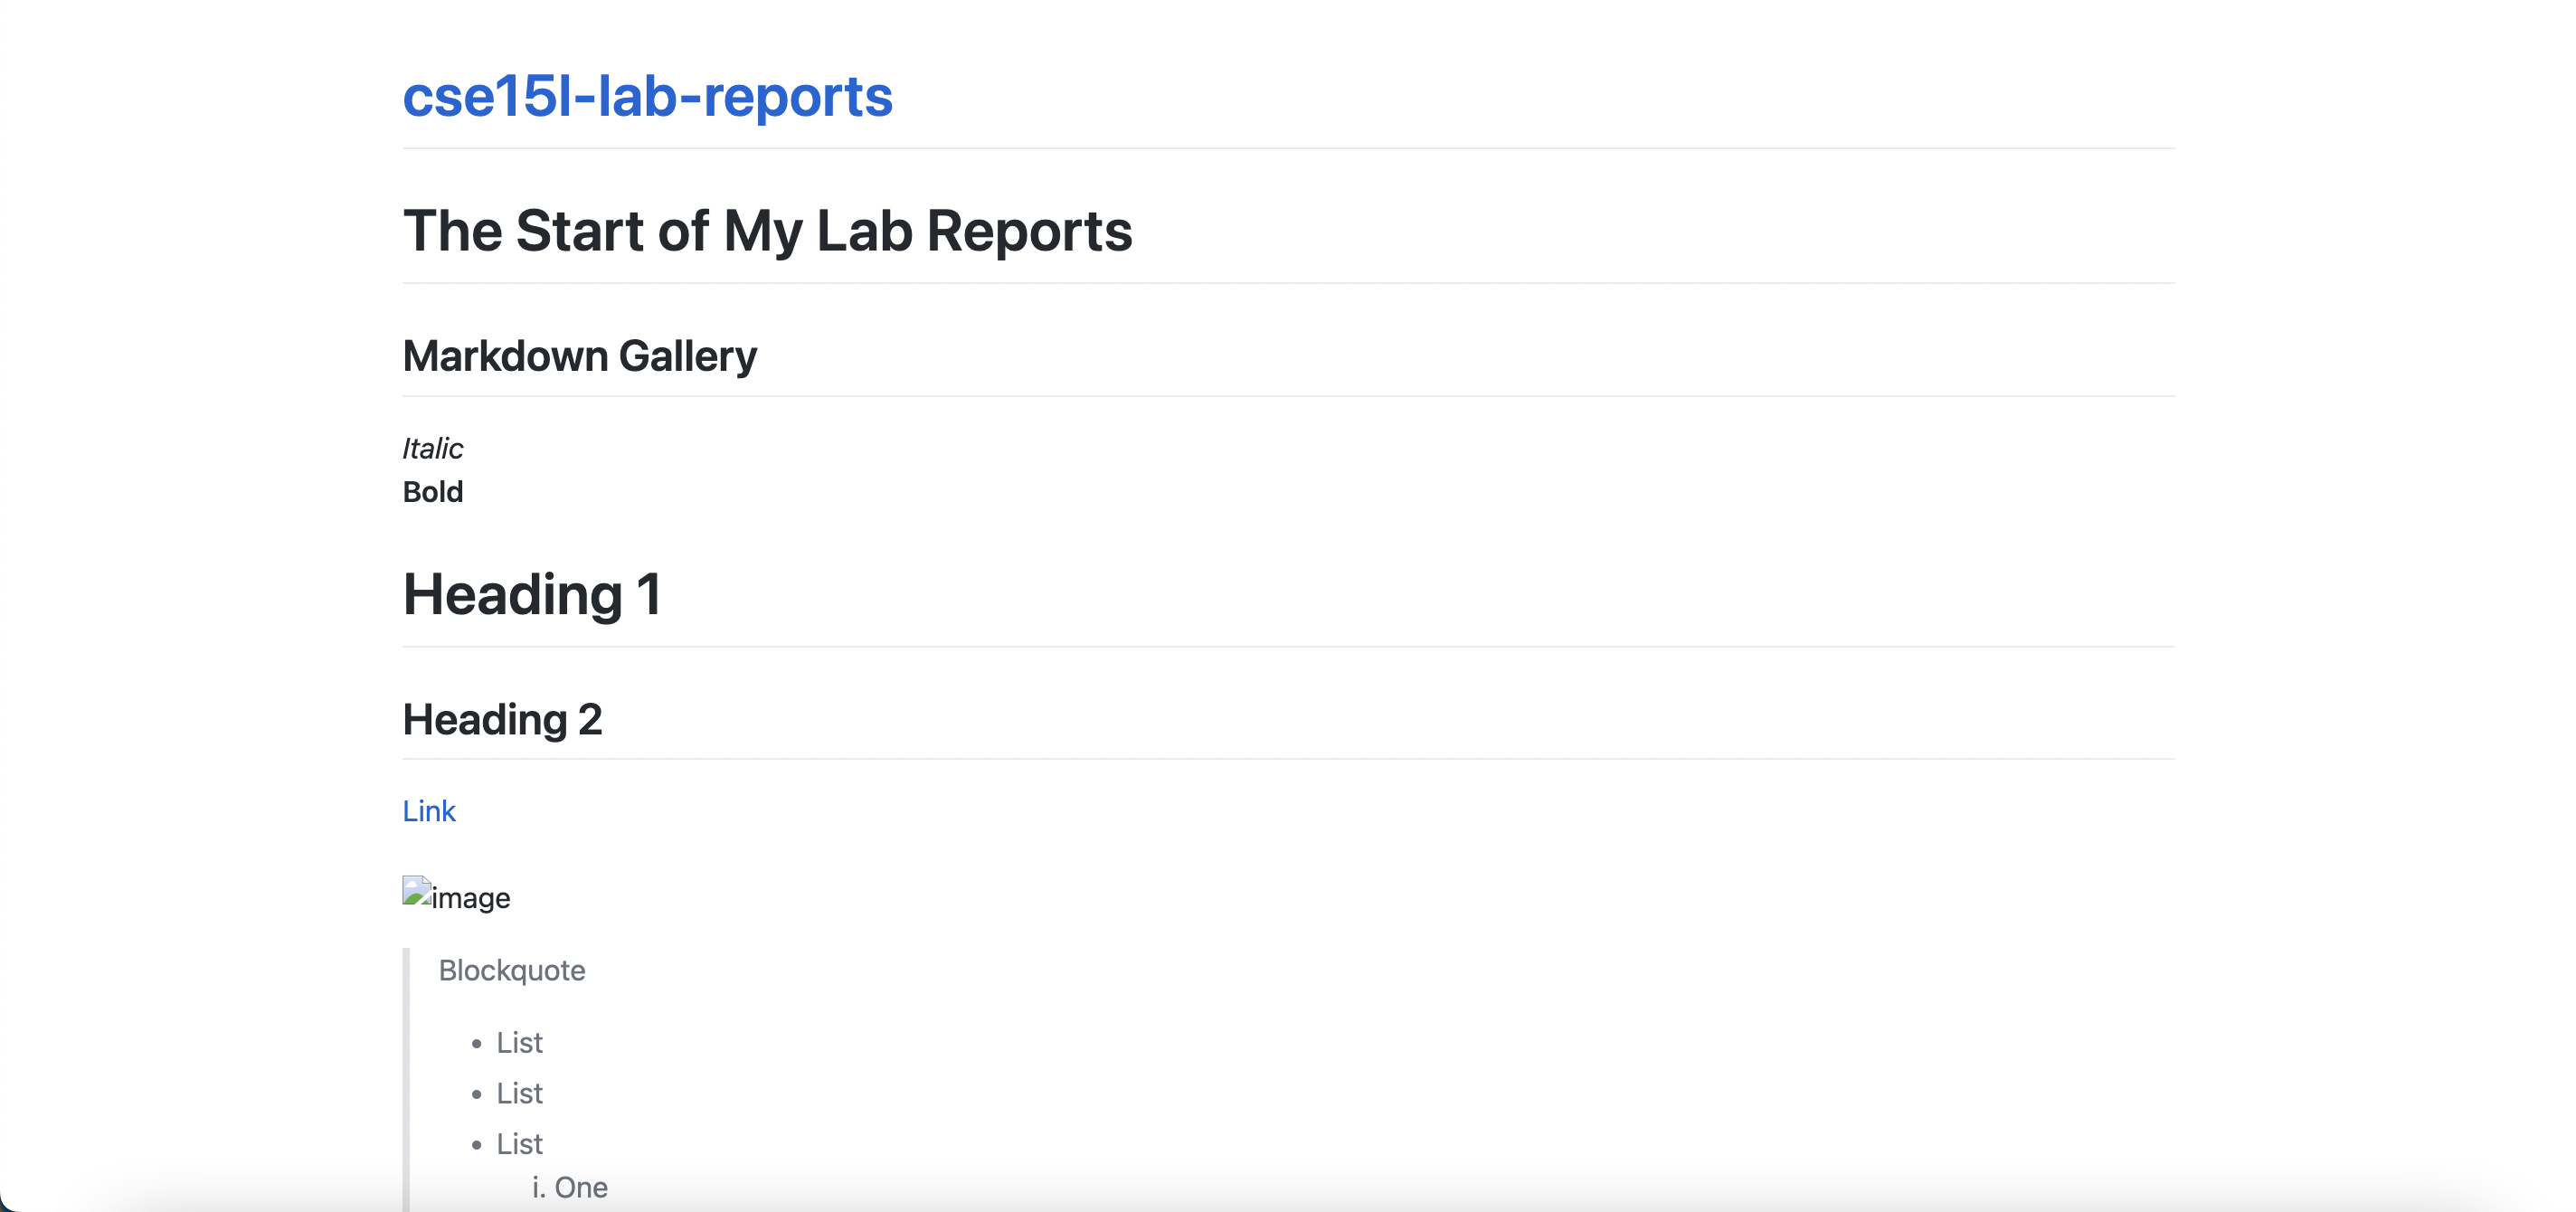 cse15l-lab-reports
The Start of My Lab Reports
Markdown Gallery
Italic
Bold
Heading 1
Heading 2
Link
image
Blockquote
• List
• List
• List
i. One